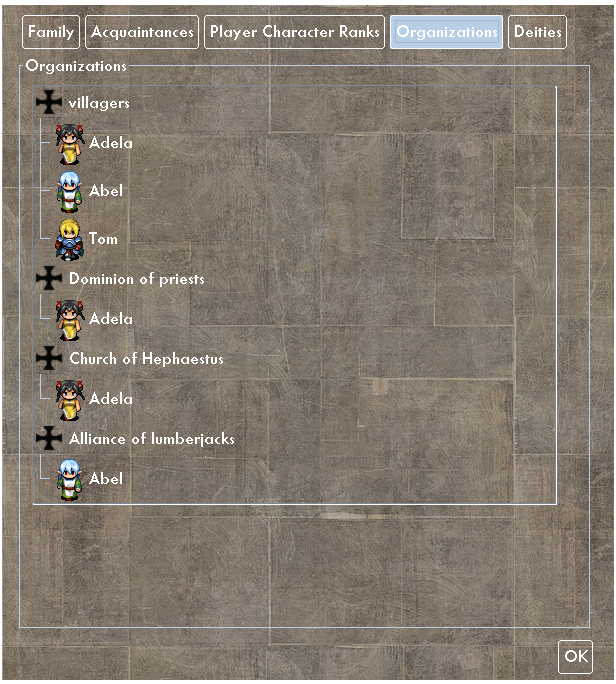 Family Acquaintances Player Character Ranks Organizations Deities
Organizations
villagers
Adela
Abel
Tom
Dominion of priests
Adela
Church of Hephaestus
Adela
Alliance of lumberjacks
Abel
OK